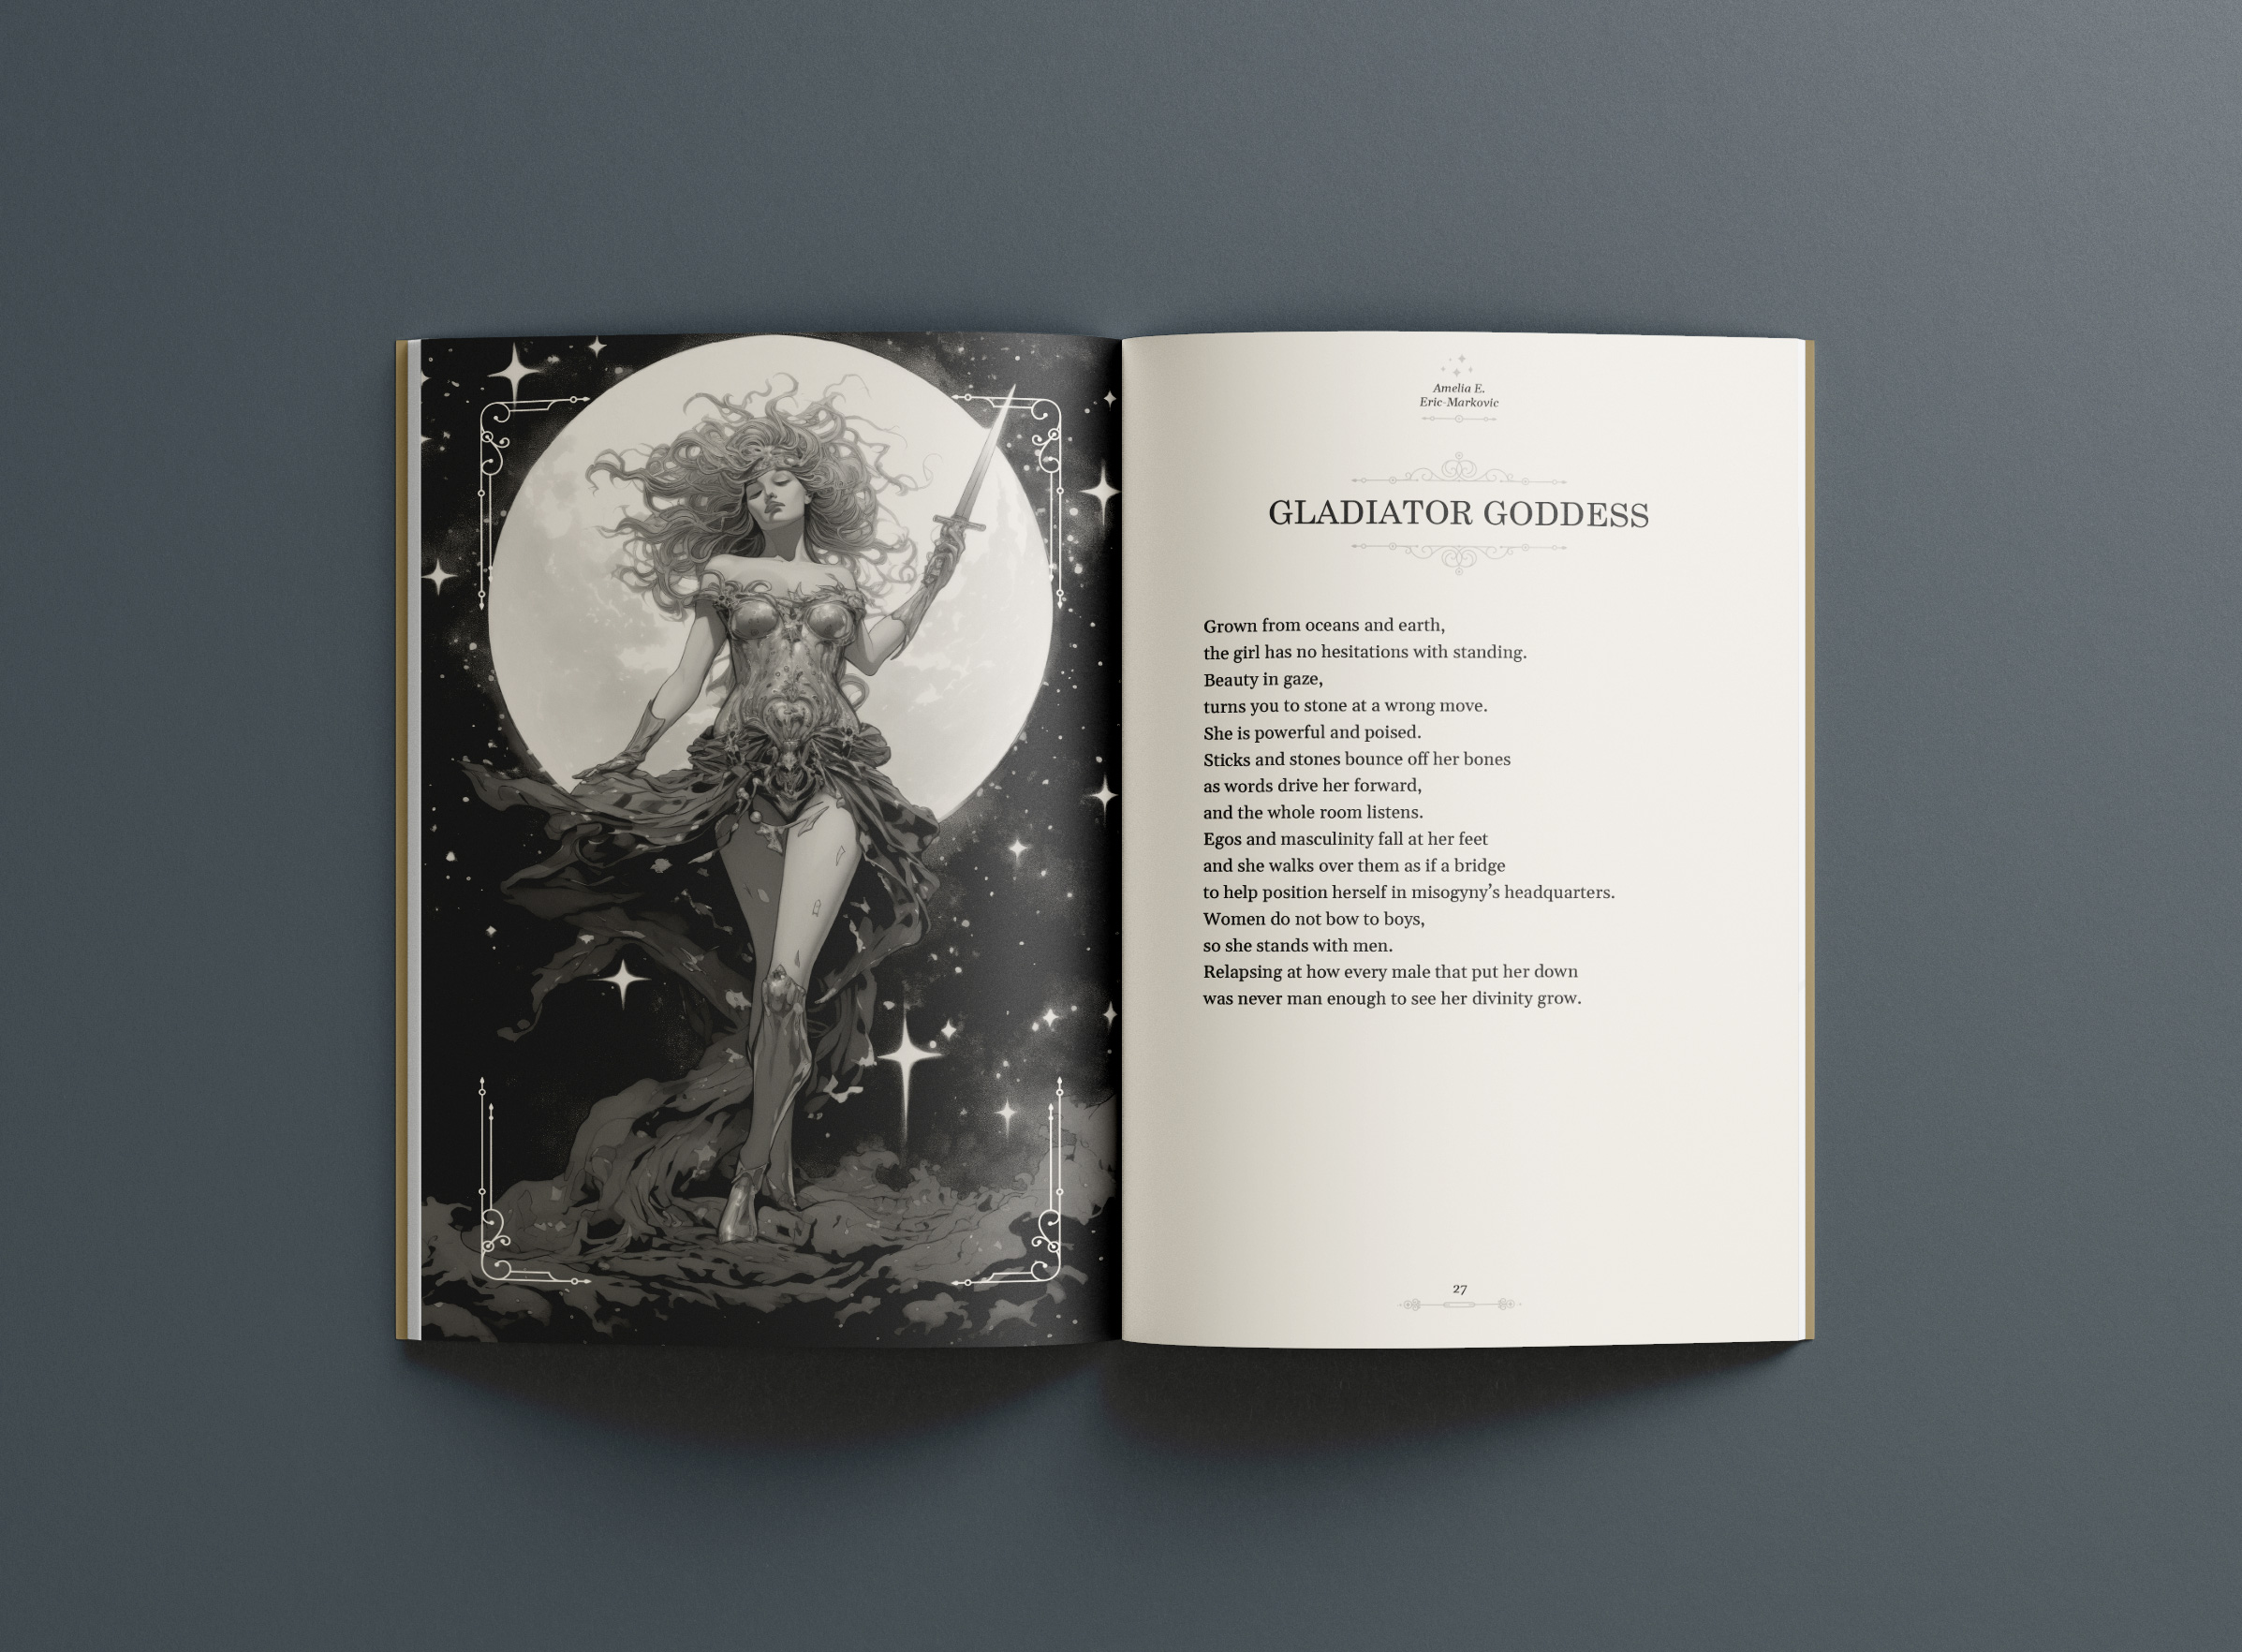 Amelia E.
Eric-Markovic
GLADIATOR GODDESS
Grown from oceans and earth,
the girl has no hesitations with standing.
Beauty in gaze,
turns you to stone at a wrong move.
She is powerful and poised.
Sticks and stones bounce off her bones
as words drive her forward,
and the whole room listens.
Egos and masculinity fall at her feet
and she walks over them as if a bridge
to help position herself in misogyny’s headquarters.
Women do not bow to boys,
so she stands with men.
Relapsing at how every male that put her down
was never man enough to see her divinity grow.
27